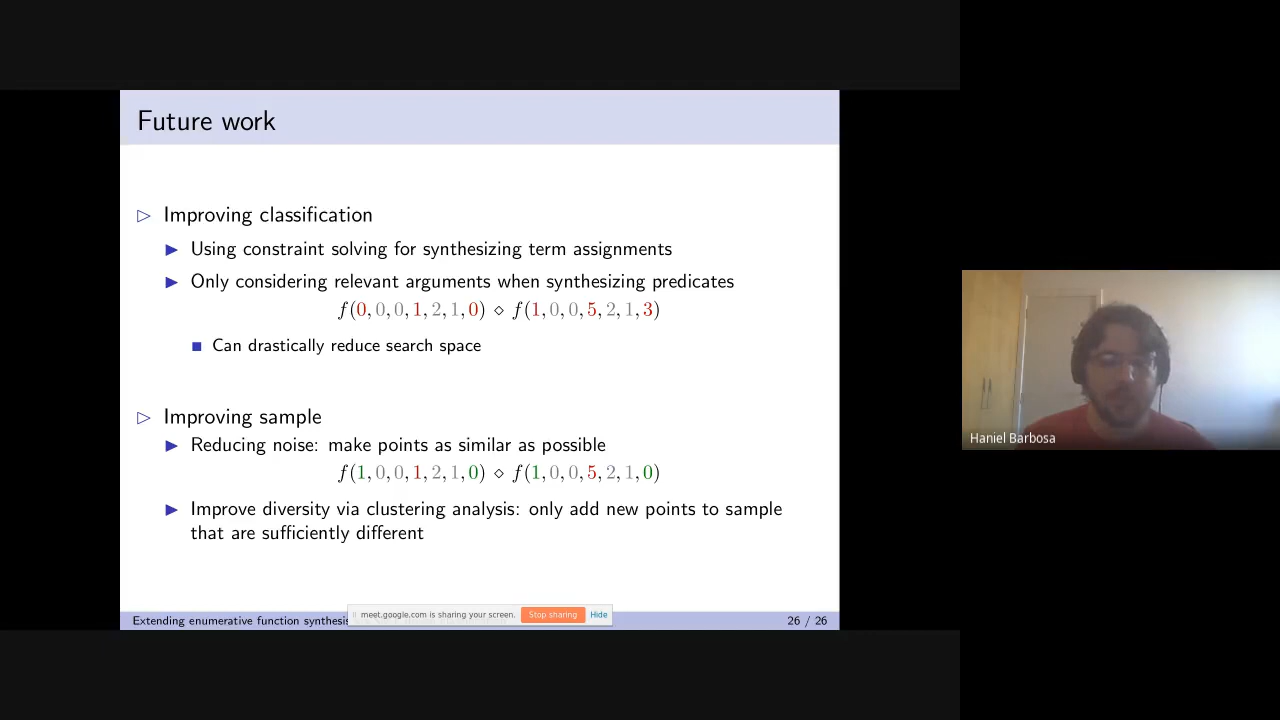 Future work
▷ Improving classification
▶ Using constraint solving for synthesizing term assignments
▶ Only considering relevant arguments when synthesizing predicates
f(0, 0, 0, 1, 2, 1, 0) ⋄ f(1, 0, 0, 5, 2, 1, 3)
■ Can drastically reduce search space
▷ Improving sample
▶ Reducing noise: make points as similar as possible
f(1, 0, 0, 1, 2, 1, 0) ⋄ f(1, 0, 0, 5, 2, 1, 0)
▶ Improve diversity via clustering analysis: only add new points to sample
that are sufficiently different
Extending enumerative function synthesis
meet.google.com is sharing your screen. Stop sharing Hide
26 / 26
Haniel Barbosa